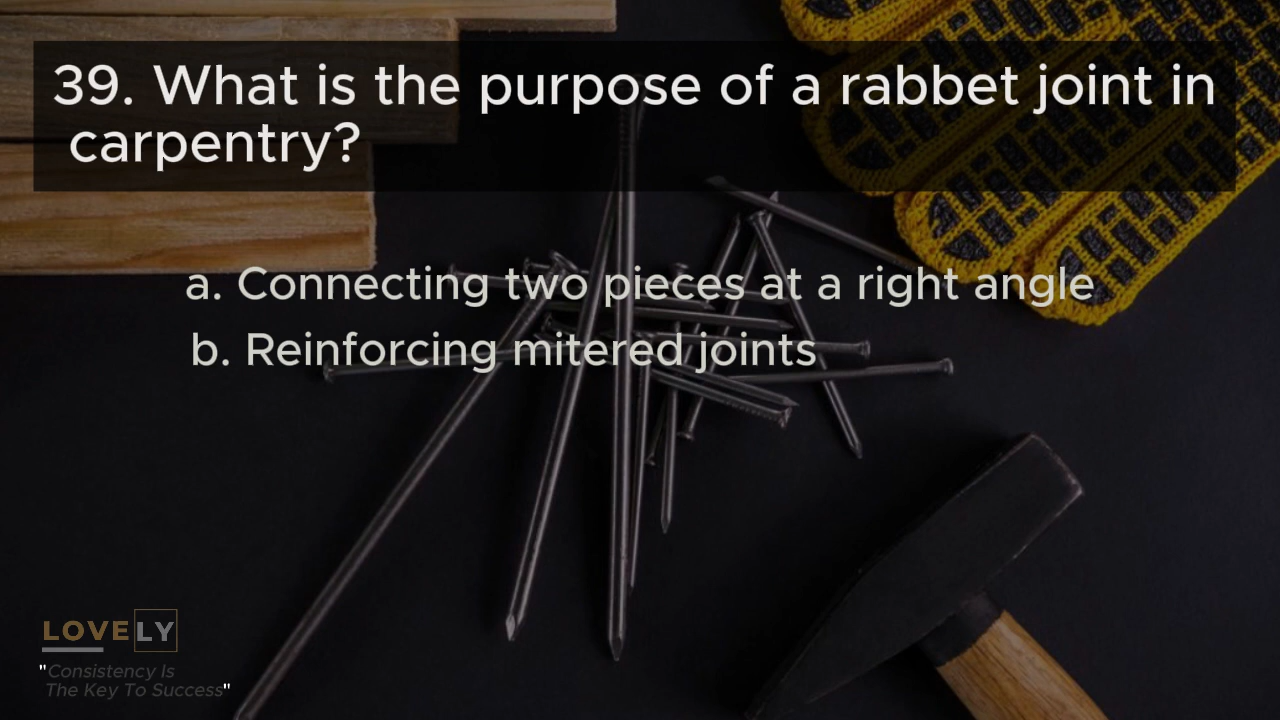 39. What is the purpose of a rabbet joint in
carpentry?
a. Connecting two pieces at a right angle
b. Reinforcing mitered joints
LOVELY
"Consistency Is
The Key To Success"